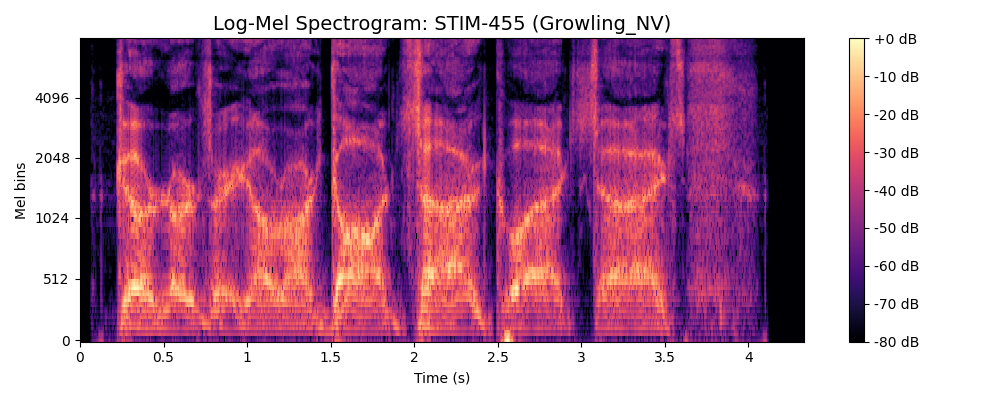 Log-Mel Spectrogram: STIM-455 (Growling_NV)
+0 dB
-10 dB
-20 dB
-30 dB
-40 dB
-50 dB
-60 dB
-70 dB
-80 dB
Mel bins
4096
2048
1024
512
0
0 0.5 1 1.5 2 2.5 3 3.5 4
Time (s)